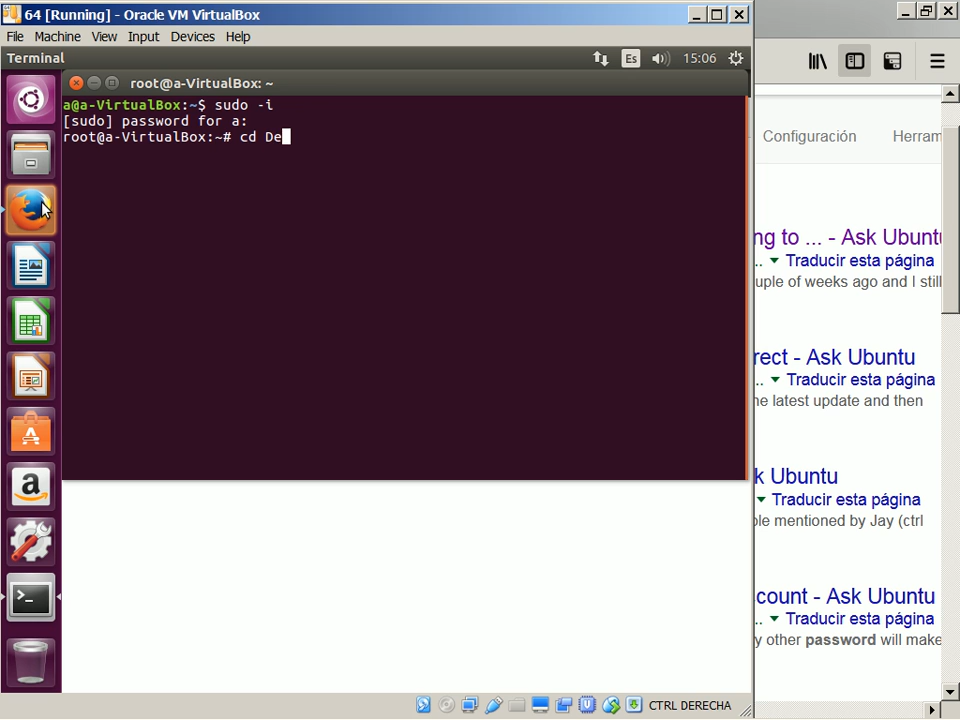 64 [Running] - Oracle VM VirtualBox
File Machine View Input Devices Help
Terminal
Es
15:06
root@a-VirtualBox: ~
a@a-VirtualBox:~$ sudo -i
[sudo] password for a:
root@a-VirtualBox:~# cd De
Configuración
Herram
ng to ... - Ask Ubuntu
.. Traducir esta página
uple of weeks ago and I still
rect - Ask Ubuntu
.. Traducir esta página
ne latest update and then
k Ubuntu
Traducir esta página
ble mentioned by Jay (ctrl
count - Ask Ubuntu
.. Traducir esta página
y other password will make
CTRL DERECHA